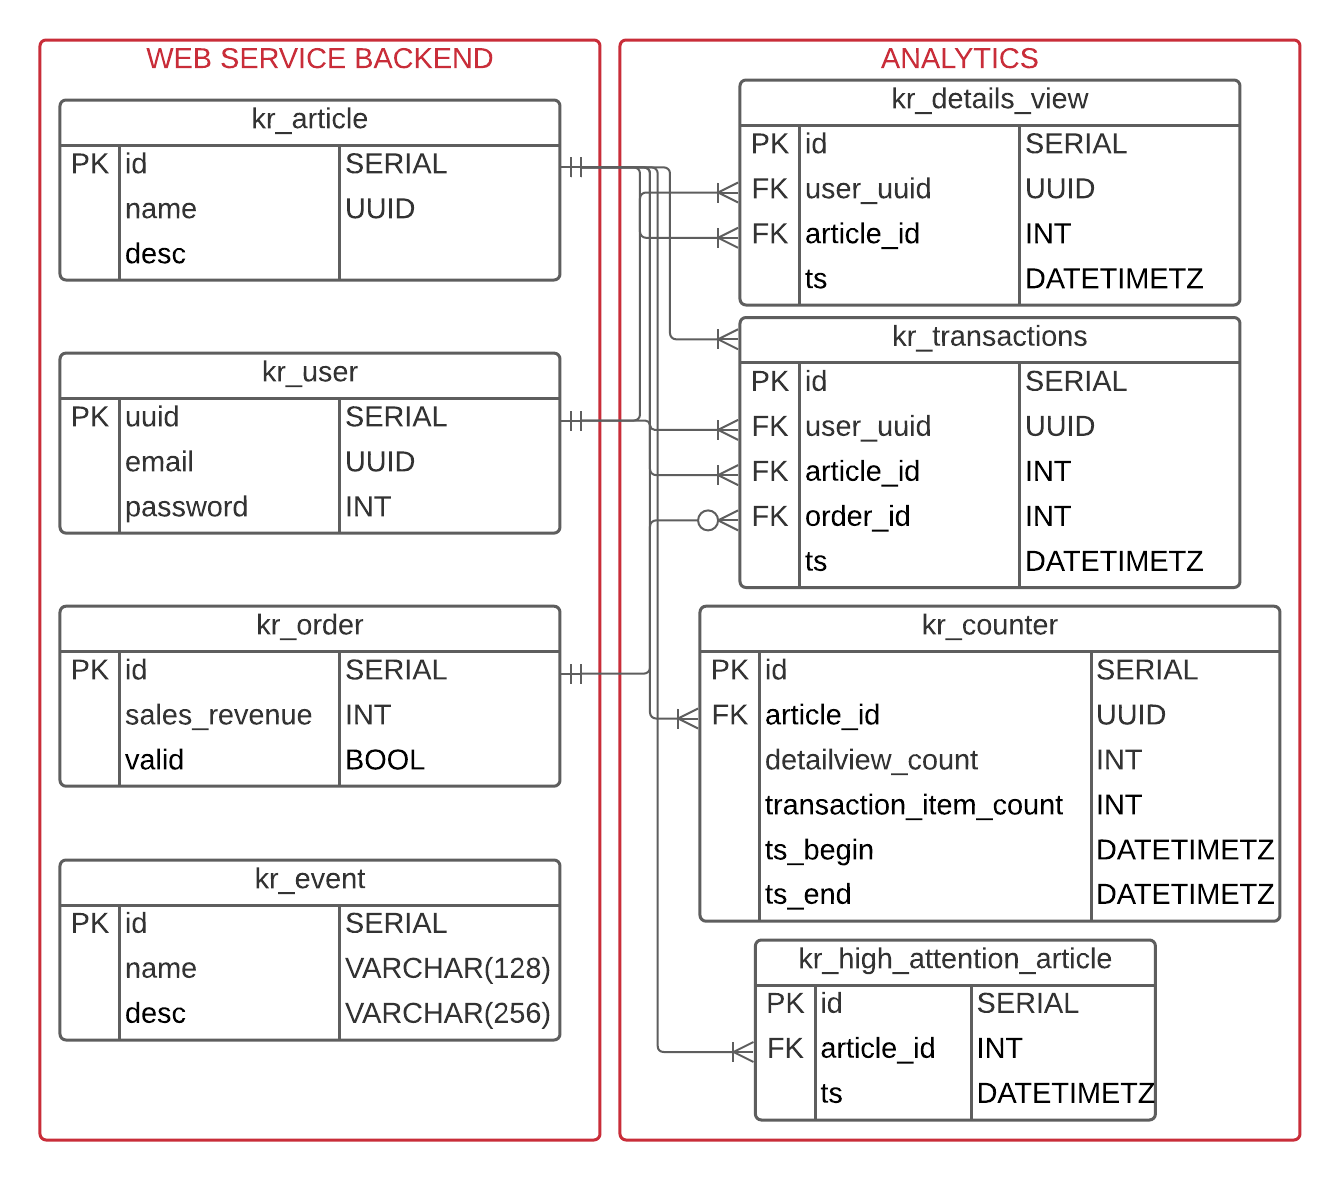 WEB SERVICE BACKEND
kr_article
PK id SERIAL
name UUID
desc
kr_user
PK uuid SERIAL
email UUID
password INT
kr_order
PK id SERIAL
sales_revenue INT
valid BOOL
kr_event
PK id SERIAL
name VARCHAR(128)
desc VARCHAR(256)
ANALYTICS
kr_details_view
PK id SERIAL
FK user_uuid UUID
FK article_id INT
ts DATETIMETZ
kr_transactions
PK id SERIAL
FK user_uuid UUID
FK article_id INT
FK order_id INT
ts DATETIMETZ
kr_counter
PK id SERIAL
FK article_id UUID
detailview_count INT
transaction_item_count INT
ts_begin DATETIMETZ
ts_end DATETIMETZ
kr_high_attention_article
PK id SERIAL
FK article_id INT
ts DATETIMETZ